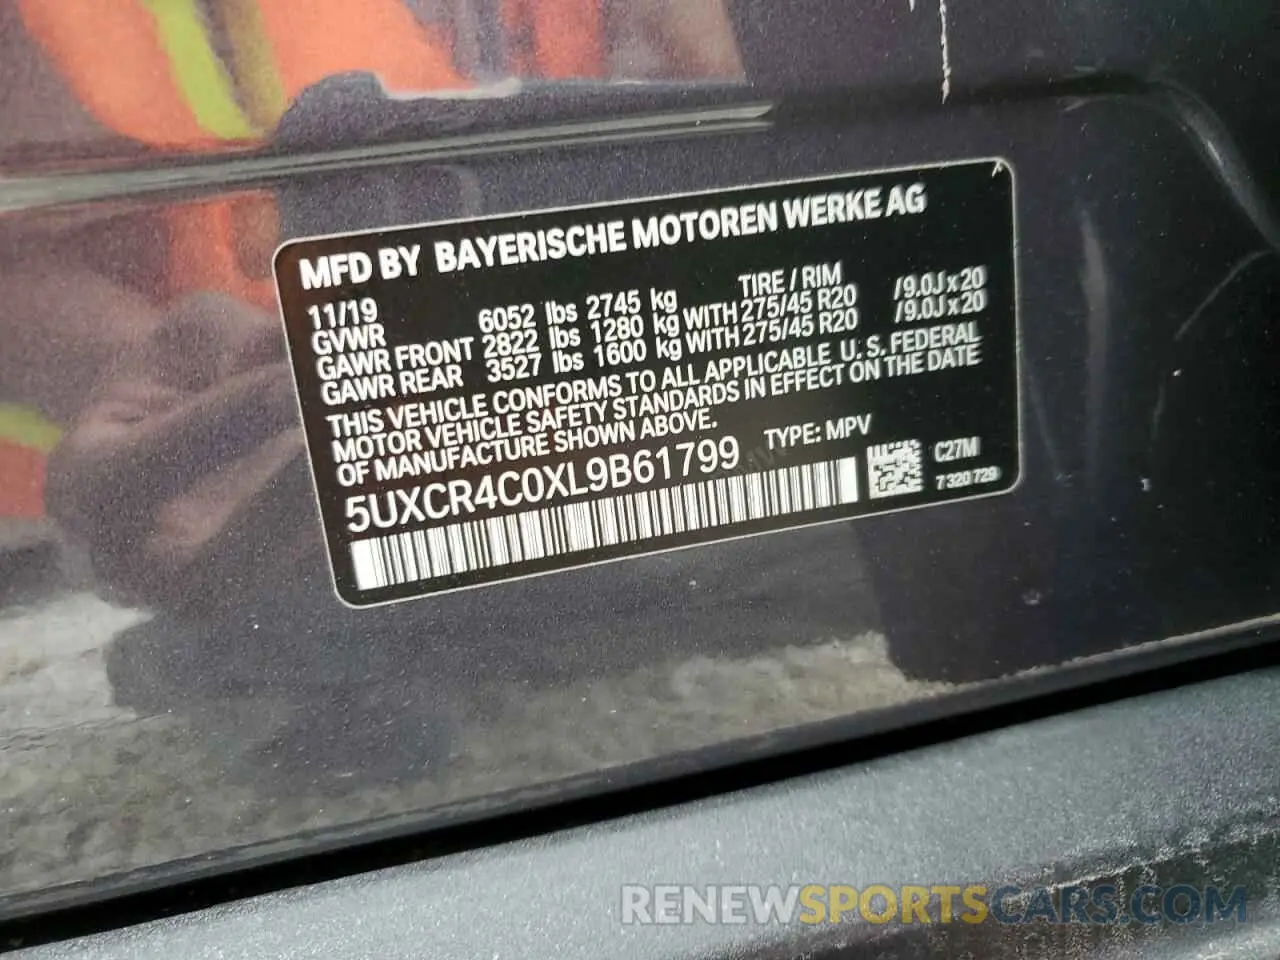 MFD BY BAYERISCHE MOTOREN WERKE AG
11/19 TIRE / RIM
GVWR 6052 lbs 2745 kg
GAWR FRONT 2822 lbs 1280 kg WITH 275/45 R20 /9.0J x 20
GAWR REAR 3527 lbs 1600 kg WITH 275/45 R20 /9.0J x 20
THIS VEHICLE CONFORMS TO ALL APPLICABLE U. S. FEDERAL
MOTOR VEHICLE SAFETY STANDARDS IN EFFECT ON THE DATE
OF MANUFACTURE SHOWN ABOVE.
5UXCR4C0XL9B61799 TYPE: MPV
C27M
7 320 729
RENEWSPORTSCARS.COM